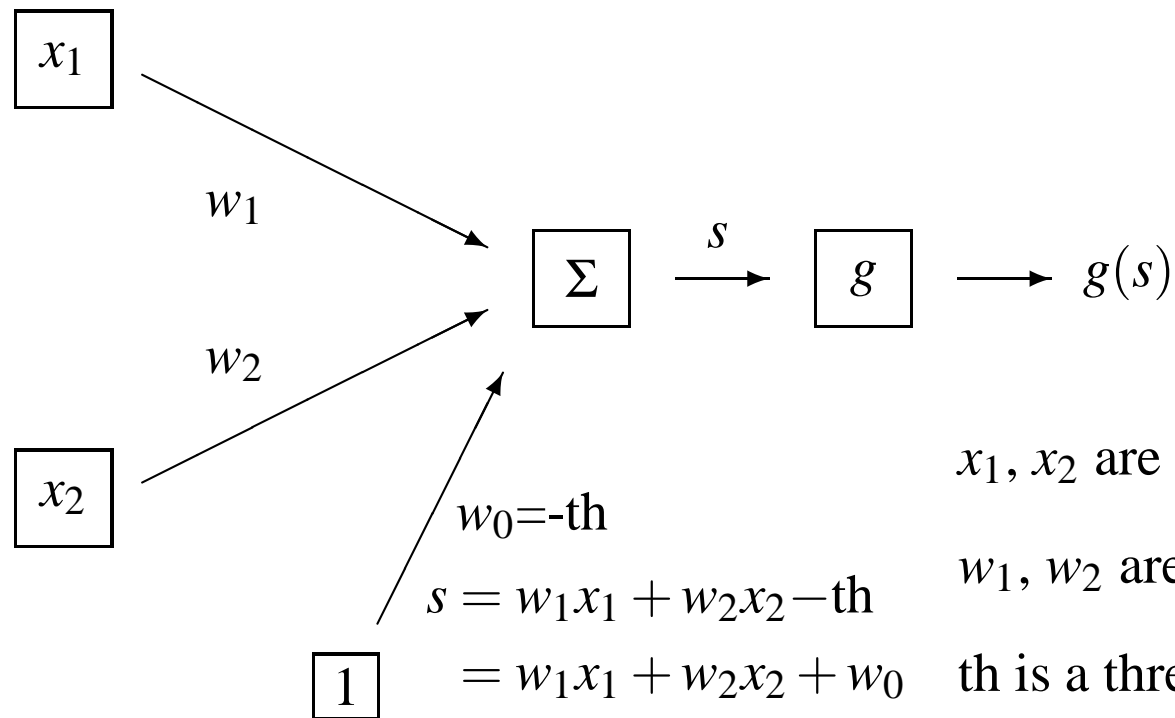 x₁
w₁
s
Σ
g
g(s)
w₂
x₂
x₁, x₂ are
w₀=-th
w₁, w₂ are
s = w₁x₁ + w₂x₂−th
1
= w₁x₁ + w₂x₂ + w₀
th is a